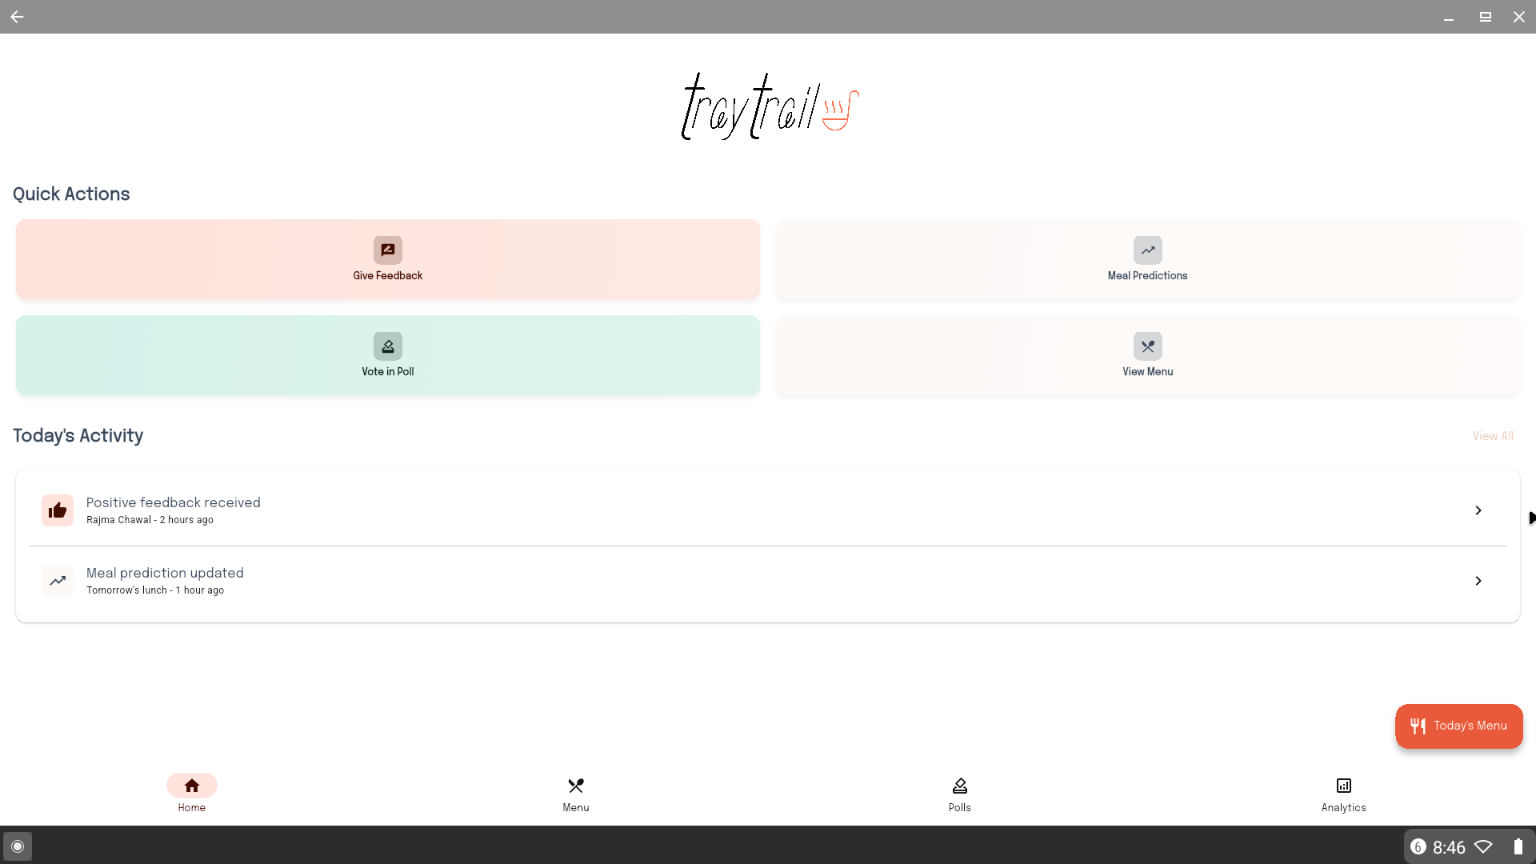 traytrail
Quick Actions
Give Feedback
Meal Predictions
Vote in Poll
View Menu
Today's Activity
View All
Positive feedback received
Rajma Chawal - 2 hours ago
Meal prediction updated
Tomorrow's lunch - 1 hour ago
Today's Menu
Home
Menu
Polls
Analytics
6 8:46